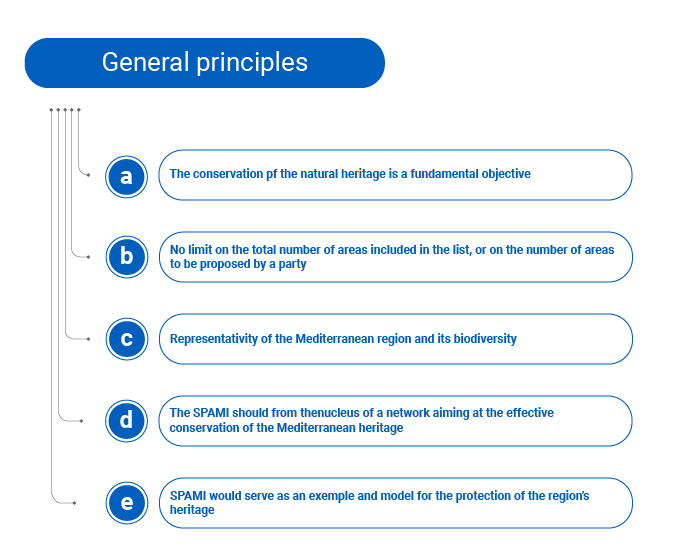 General principles
a
The conservation pf the natural heritage is a fundamental objective
b
No limit on the total number of areas included in the list, or on the number of areas
to be proposed by a party
c
Representativity of the Mediterranean region and its biodiversity
d
The SPAMI should from thenucleus of a network aiming at the effective
conservation of the Mediterranean heritage
e
SPAMI would serve as an exemple and model for the protection of the region's
heritage